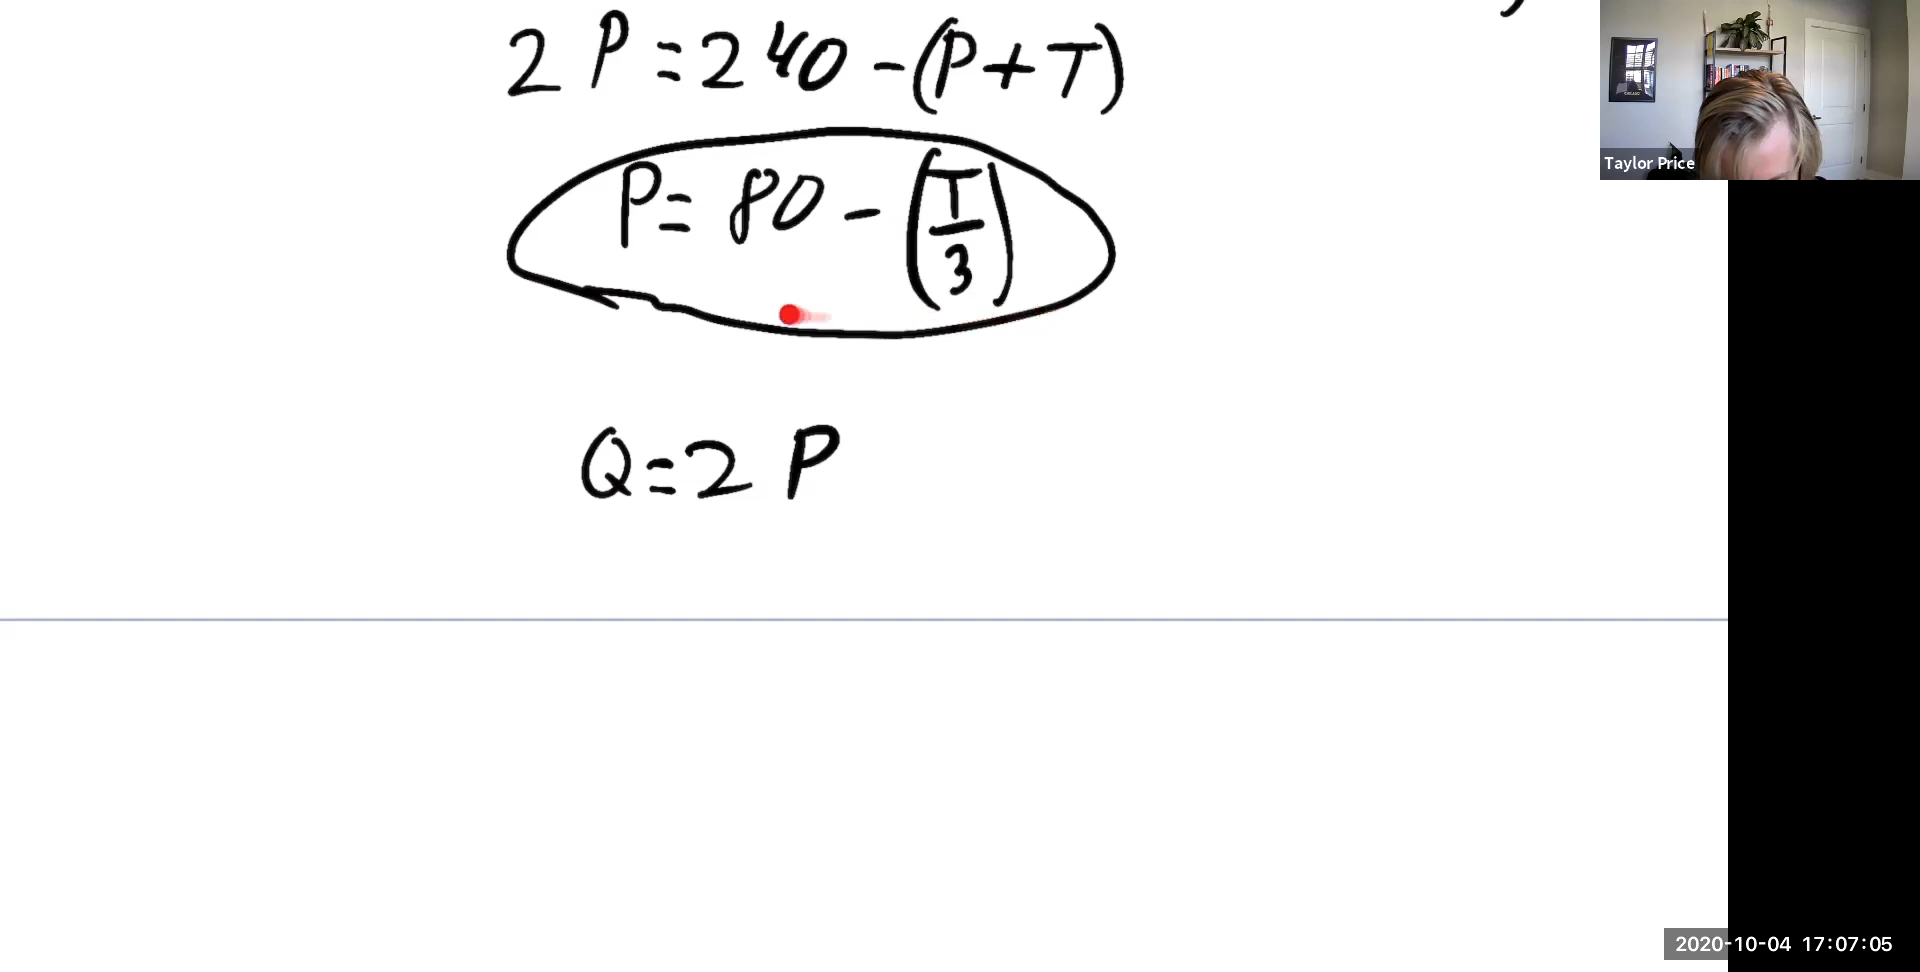 2P=240-(P+T)
P=80-(T/3)
Q=2P
Taylor Price
2020-10-04 17:07:05